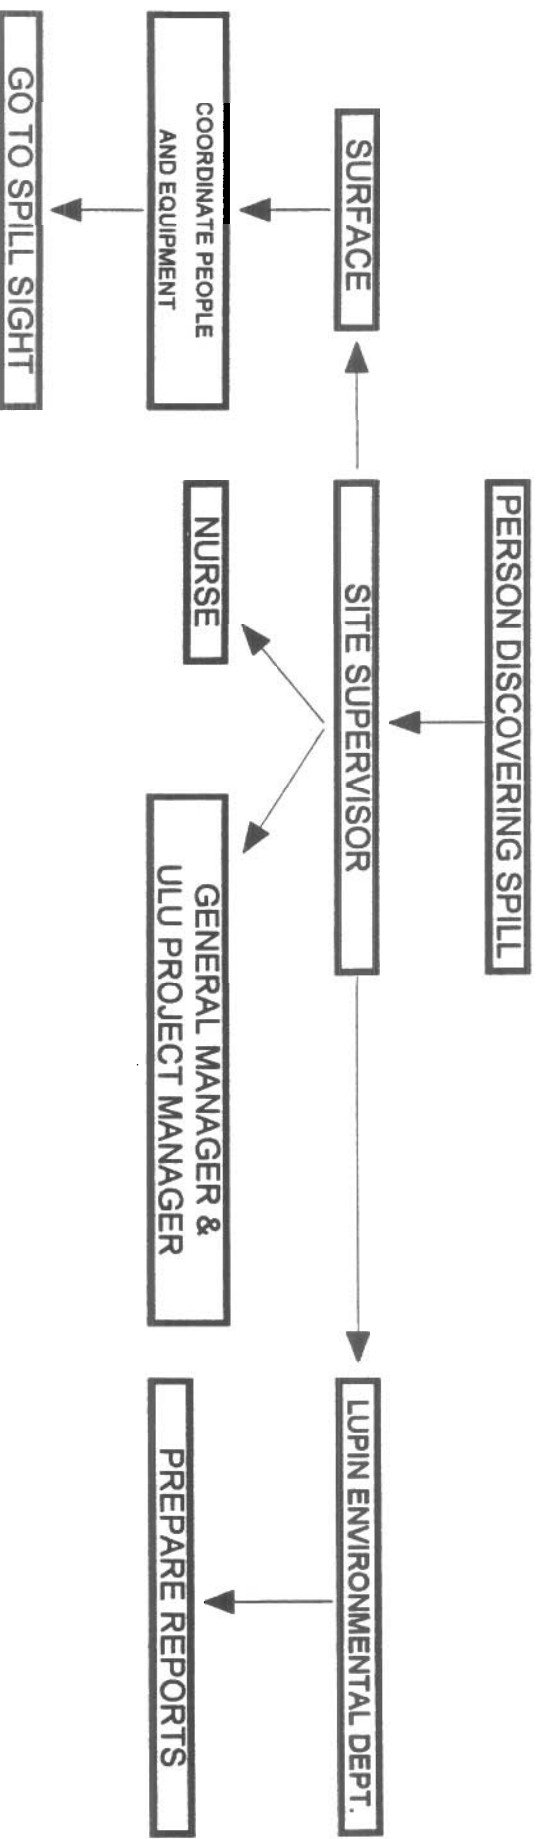 PERSON DISCOVERING SPILL
SURFACE
SITE SUPERVISOR
LUPIN ENVIRONMENTAL DEPT.
COORDINATE PEOPLE
AND EQUIPMENT
NURSE
GENERAL MANAGER &
ULU PROJECT MANAGER
PREPARE REPORTS
GO TO SPILL SIGHT